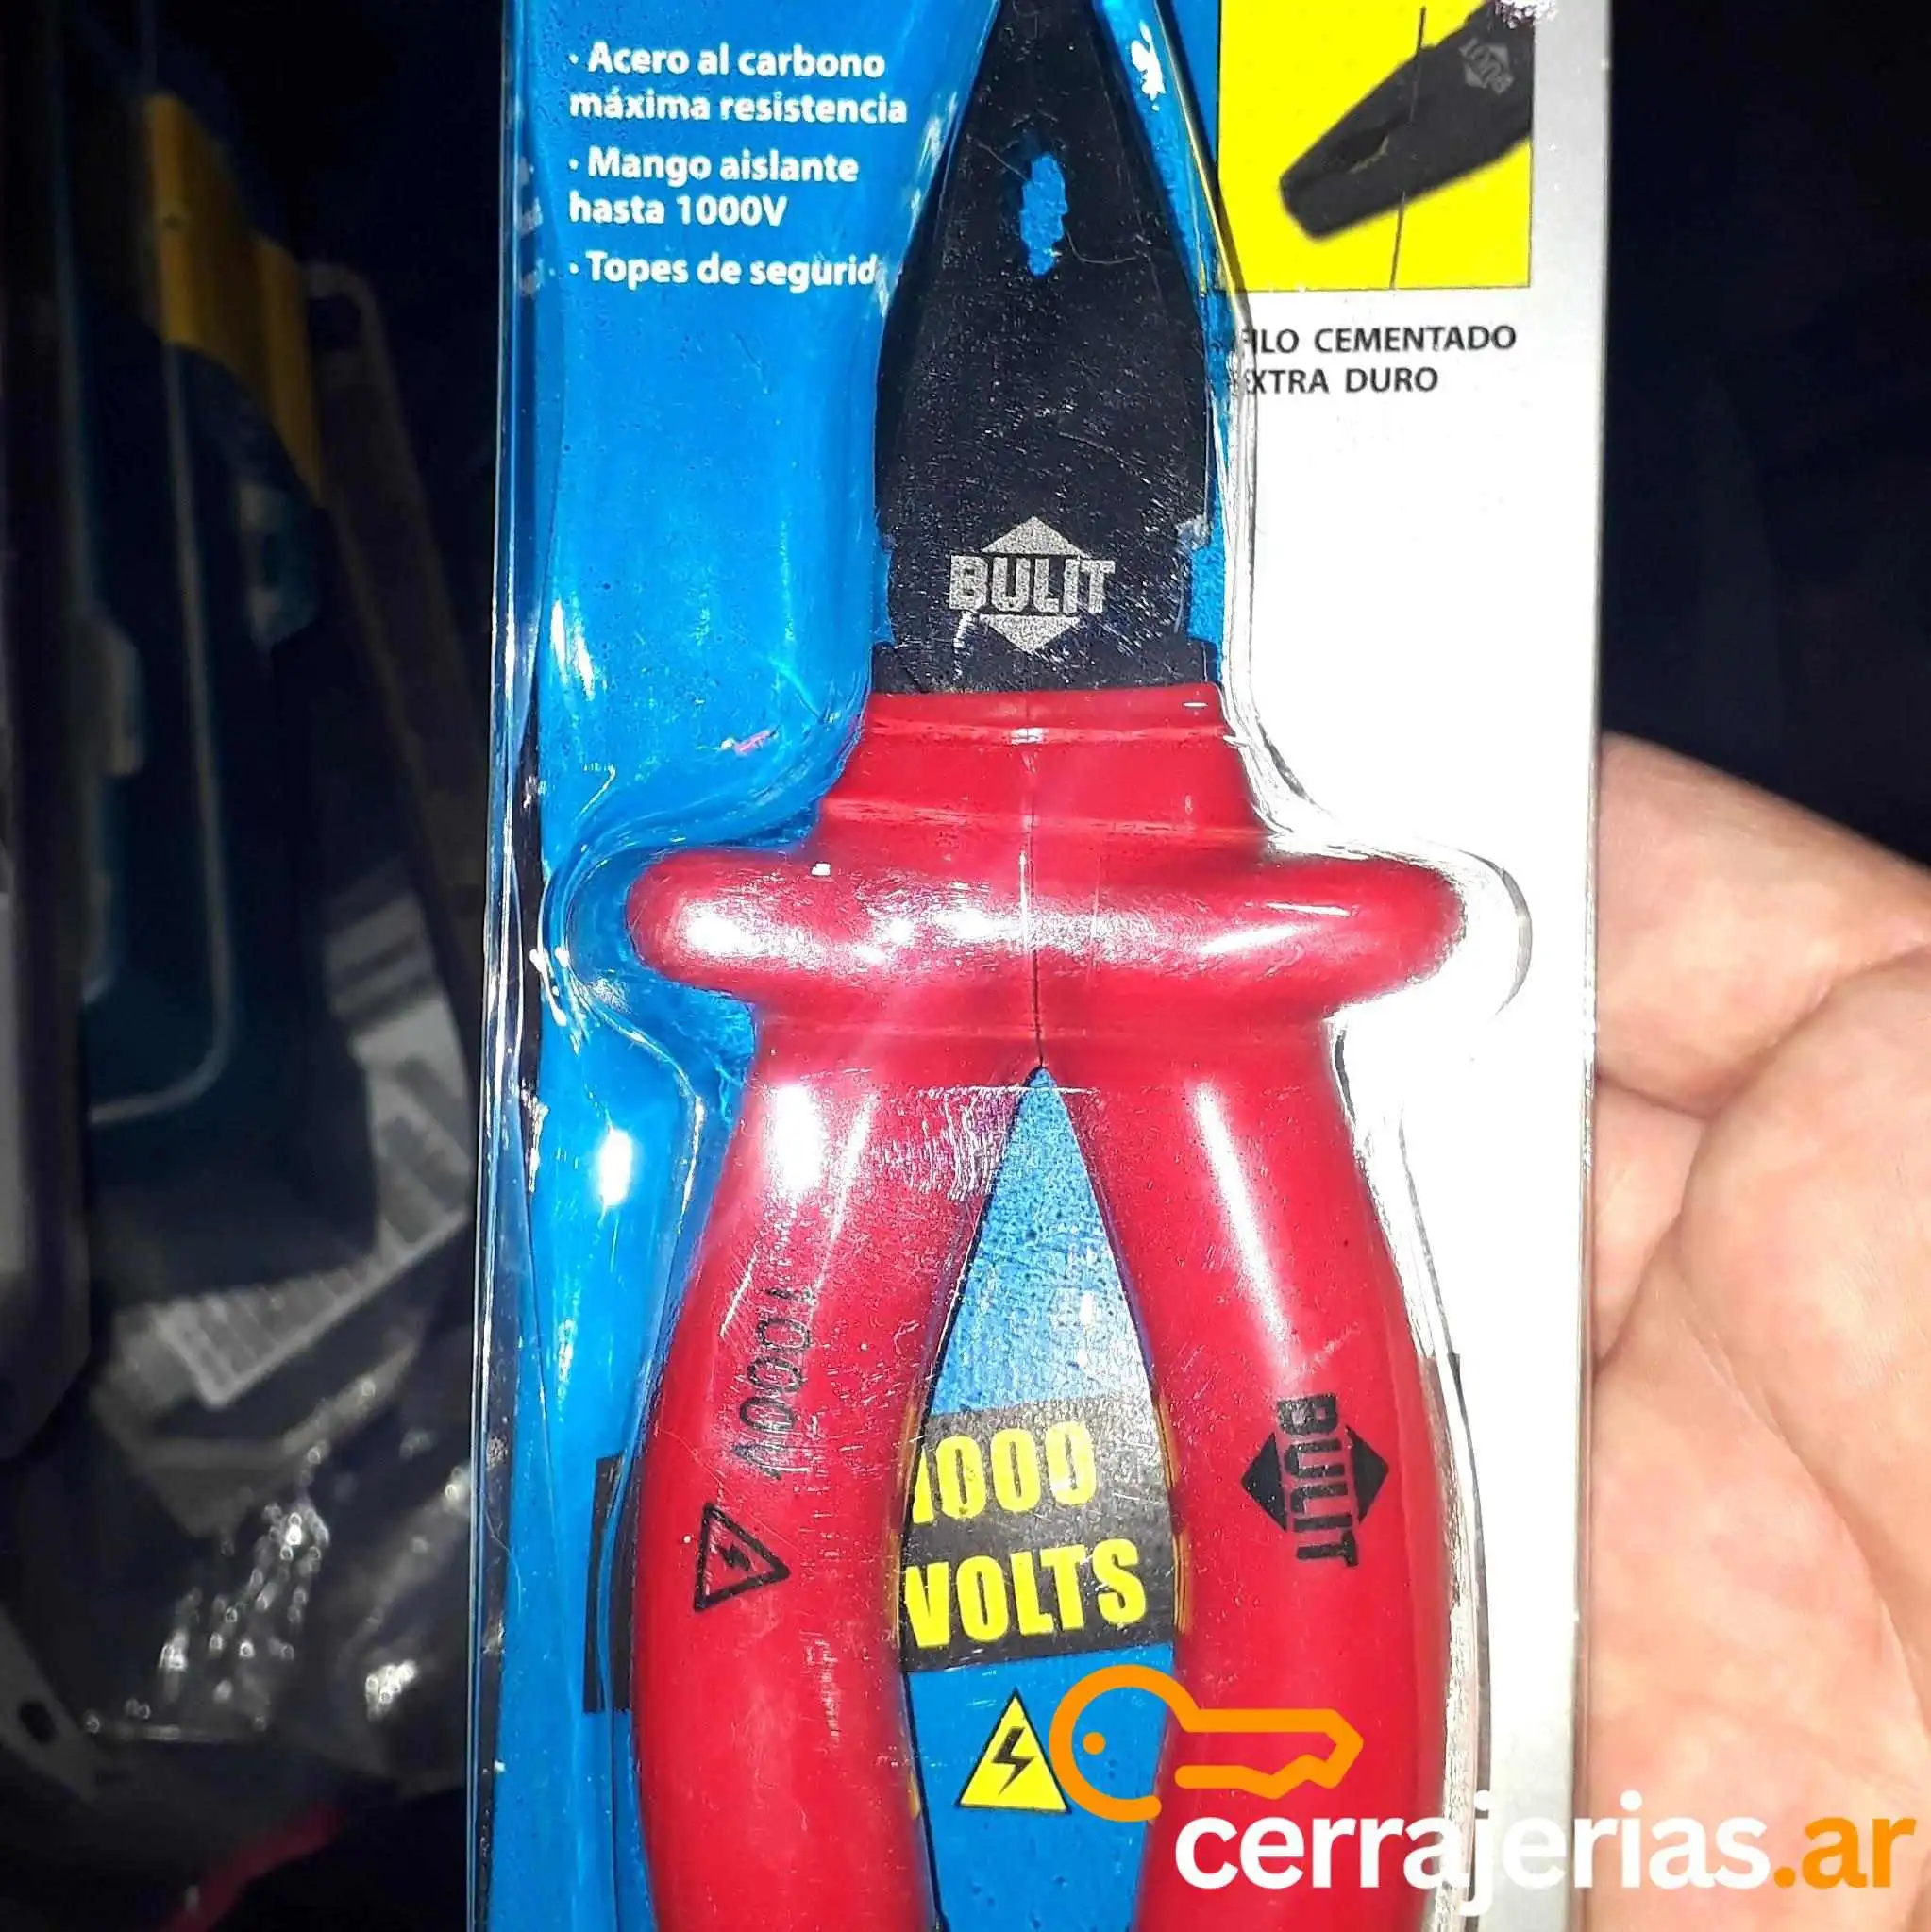 · Acero al carbono
máxima resistencia
· Mango aislante
hasta 1000V
· Topes de segurid
BULIT
FILO CEMENTADO
EXTRA DURO
BULIT
1000V
BULIT
1000
VOLTS
cerrajerias.ar